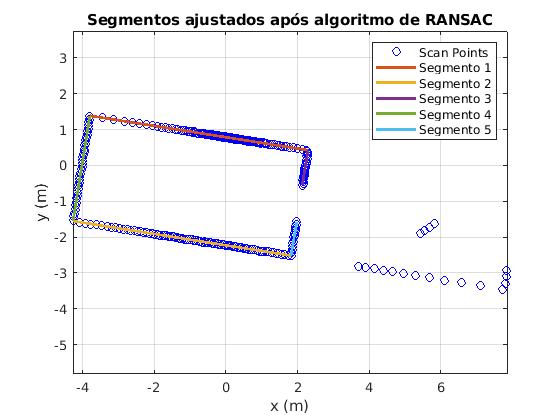 Segmentos ajustados após algoritmo de RANSAC
Scan Points
Segmento 1
Segmento 2
Segmento 3
Segmento 4
Segmento 5
3
2
1
0
-1
-2
-3
-4
-5
y (m)
-4 -2 0 2 4 6
x (m)